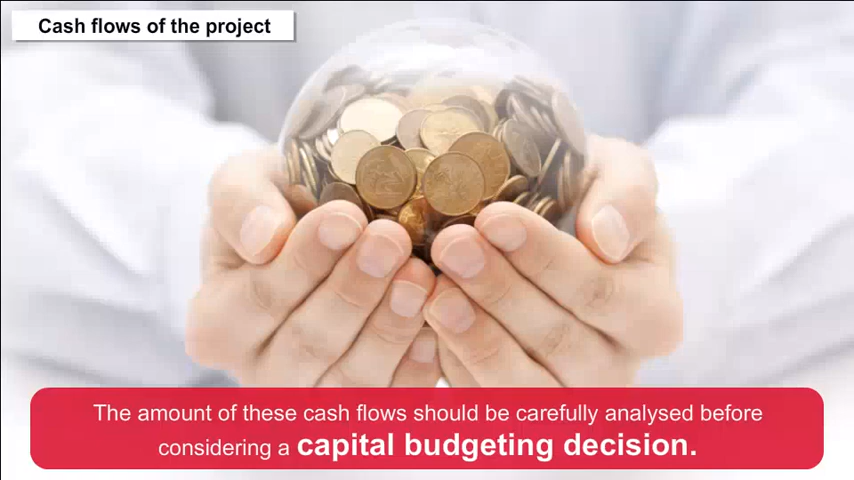 Cash flows of the project
The amount of these cash flows should be carefully analysed before
considering a capital budgeting decision.